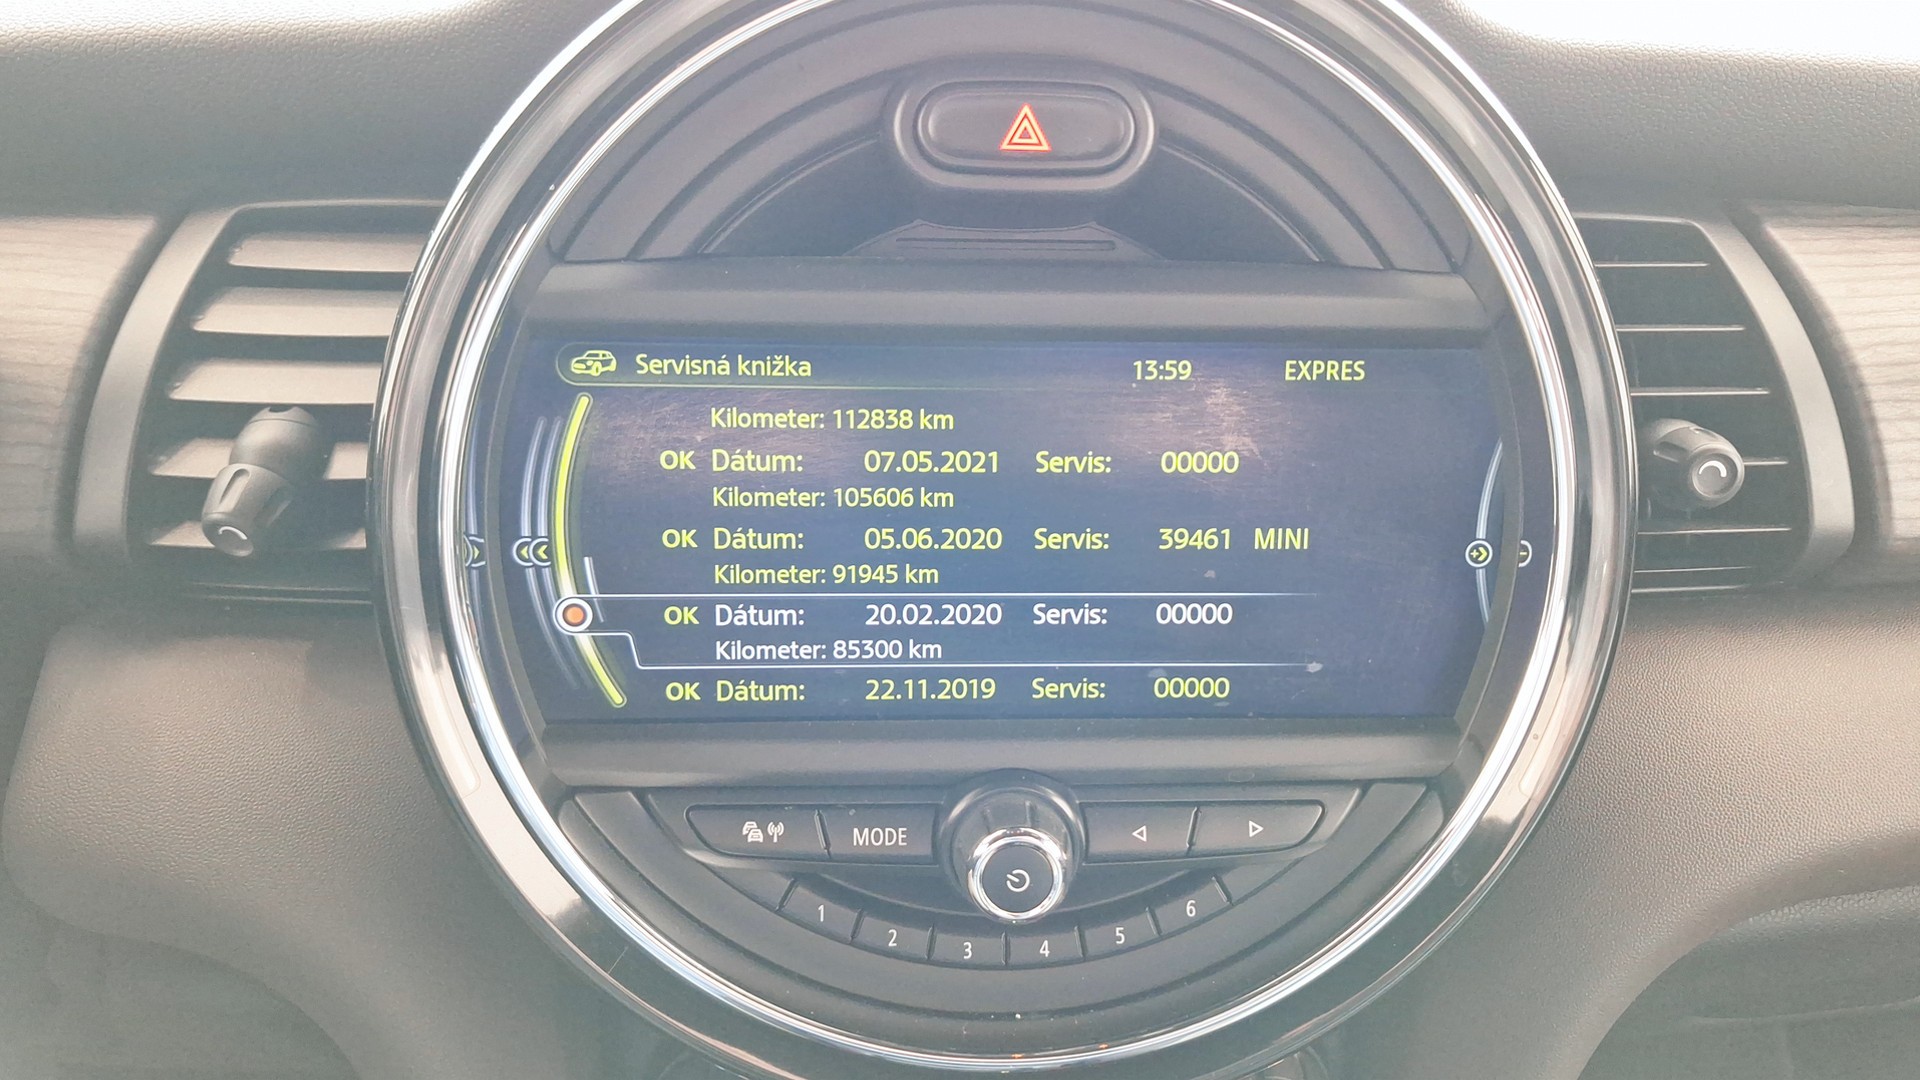 Servisná knižka 13:59 EXPRES
Kilometer: 112838 km
OK Dátum: 07.05.2021 Servis: 00000
Kilometer: 105606 km
OK Dátum: 05.06.2020 Servis: 39461 MINI
Kilometer: 91945 km
OK Dátum: 20.02.2020 Servis: 00000
Kilometer: 85300 km
OK Dátum: 22.11.2019 Servis: 00000
MODE
1 2 3 4 5 6